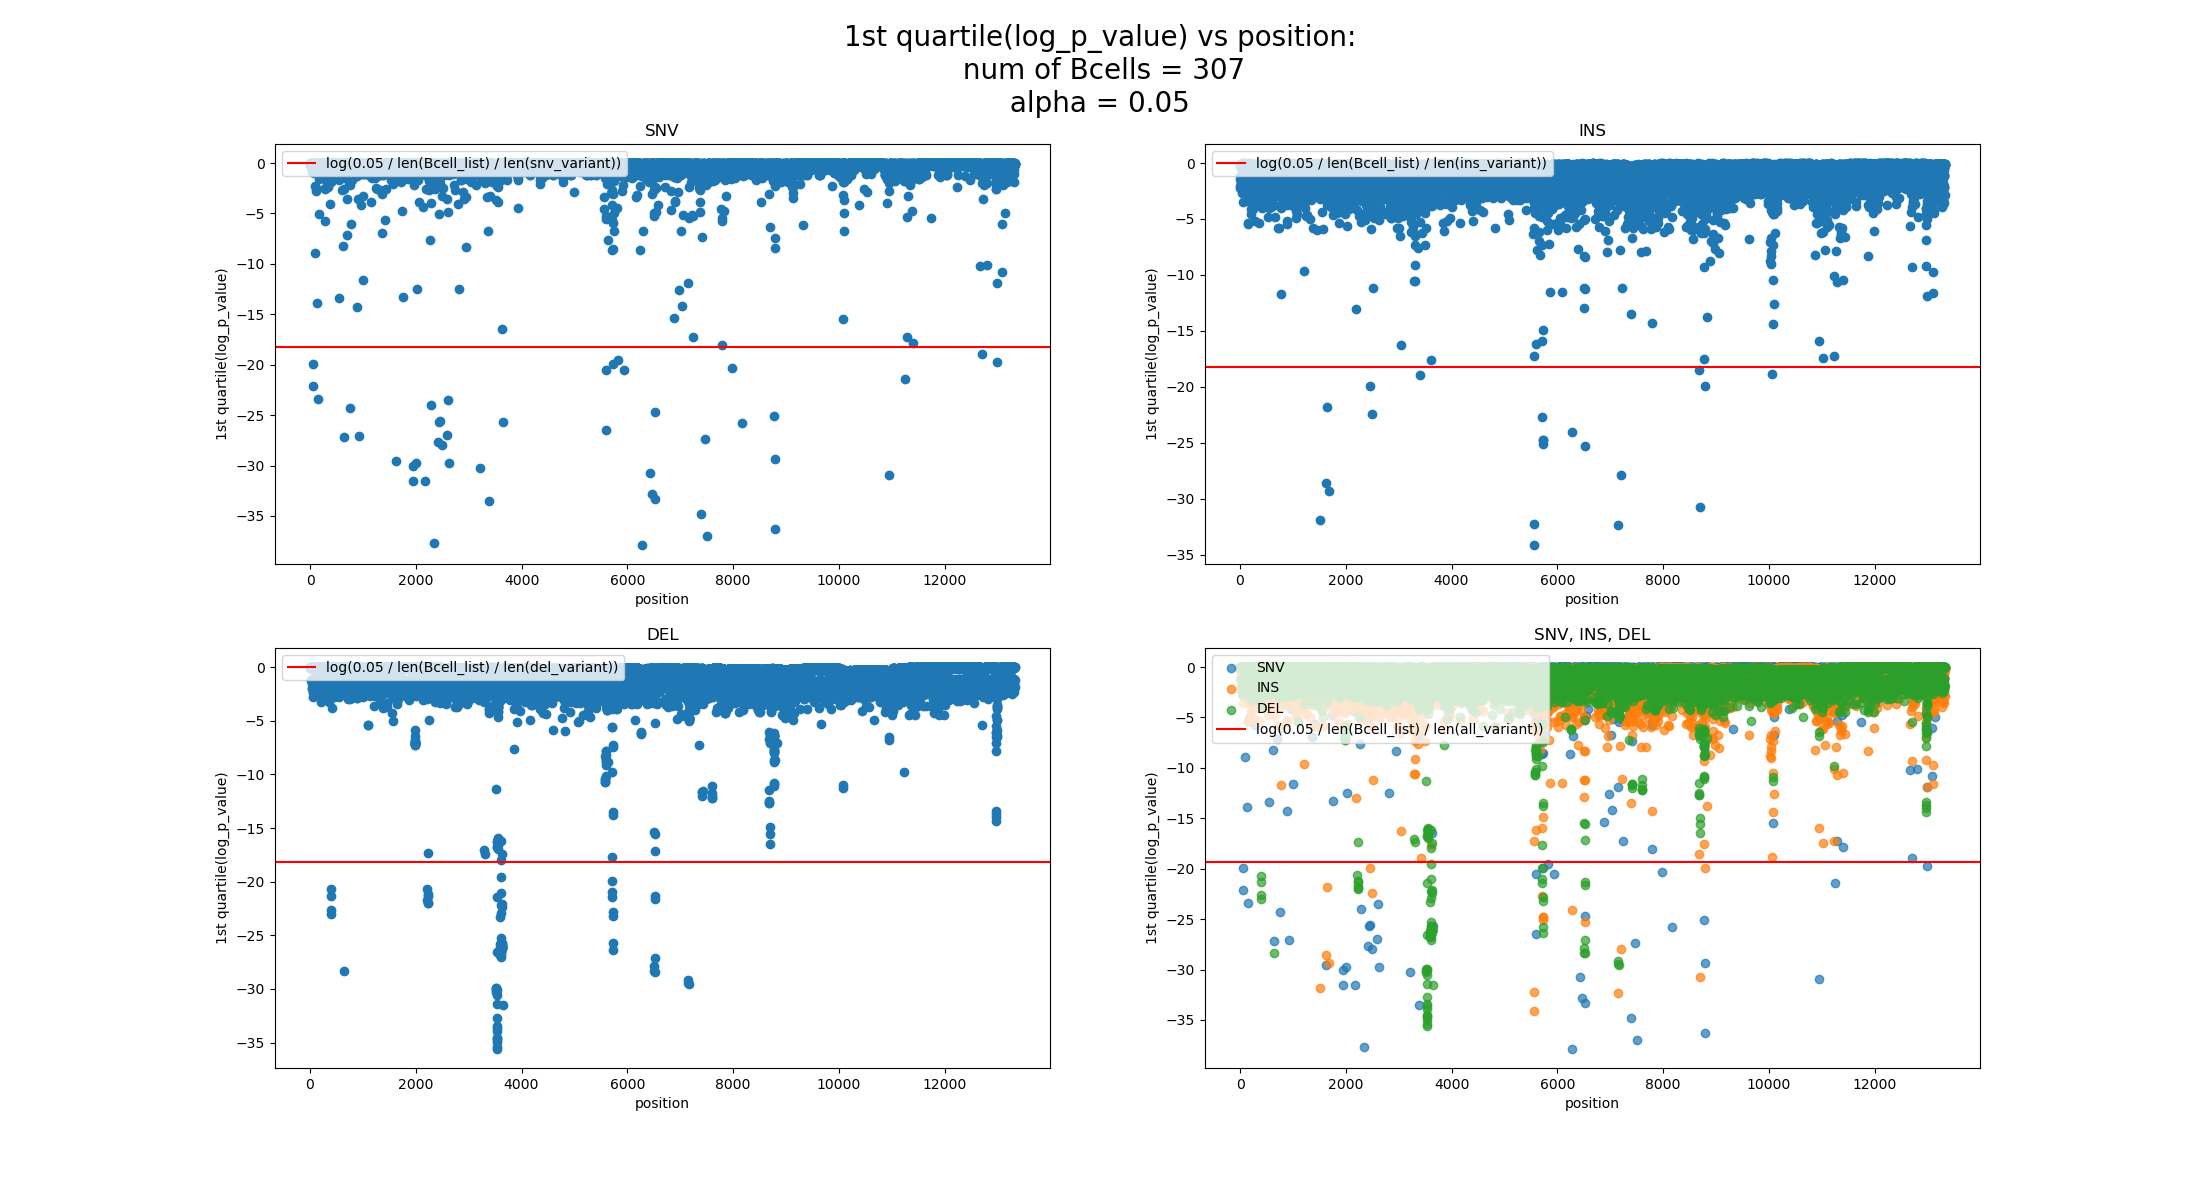 1st quartile(log_p_value) vs position:
num of Bcells = 307
alpha = 0.05
SNV
log(0.05 / len(Bcell_list) / len(snv_variant))
1st quartile(log_p_value)
0
−5
−10
−15
−20
−25
−30
−35
0 2000 4000 6000 8000 10000 12000
position
INS
log(0.05 / len(Bcell_list) / len(ins_variant))
1st quartile(log_p_value)
0
−5
−10
−15
−20
−25
−30
−35
0 2000 4000 6000 8000 10000 12000
position
DEL
log(0.05 / len(Bcell_list) / len(del_variant))
1st quartile(log_p_value)
0
−5
−10
−15
−20
−25
−30
−35
0 2000 4000 6000 8000 10000 12000
position
SNV, INS, DEL
SNV
INS
DEL
log(0.05 / len(Bcell_list) / len(all_variant))
1st quartile(log_p_value)
0
−5
−10
−15
−20
−25
−30
−35
0 2000 4000 6000 8000 10000 12000
position